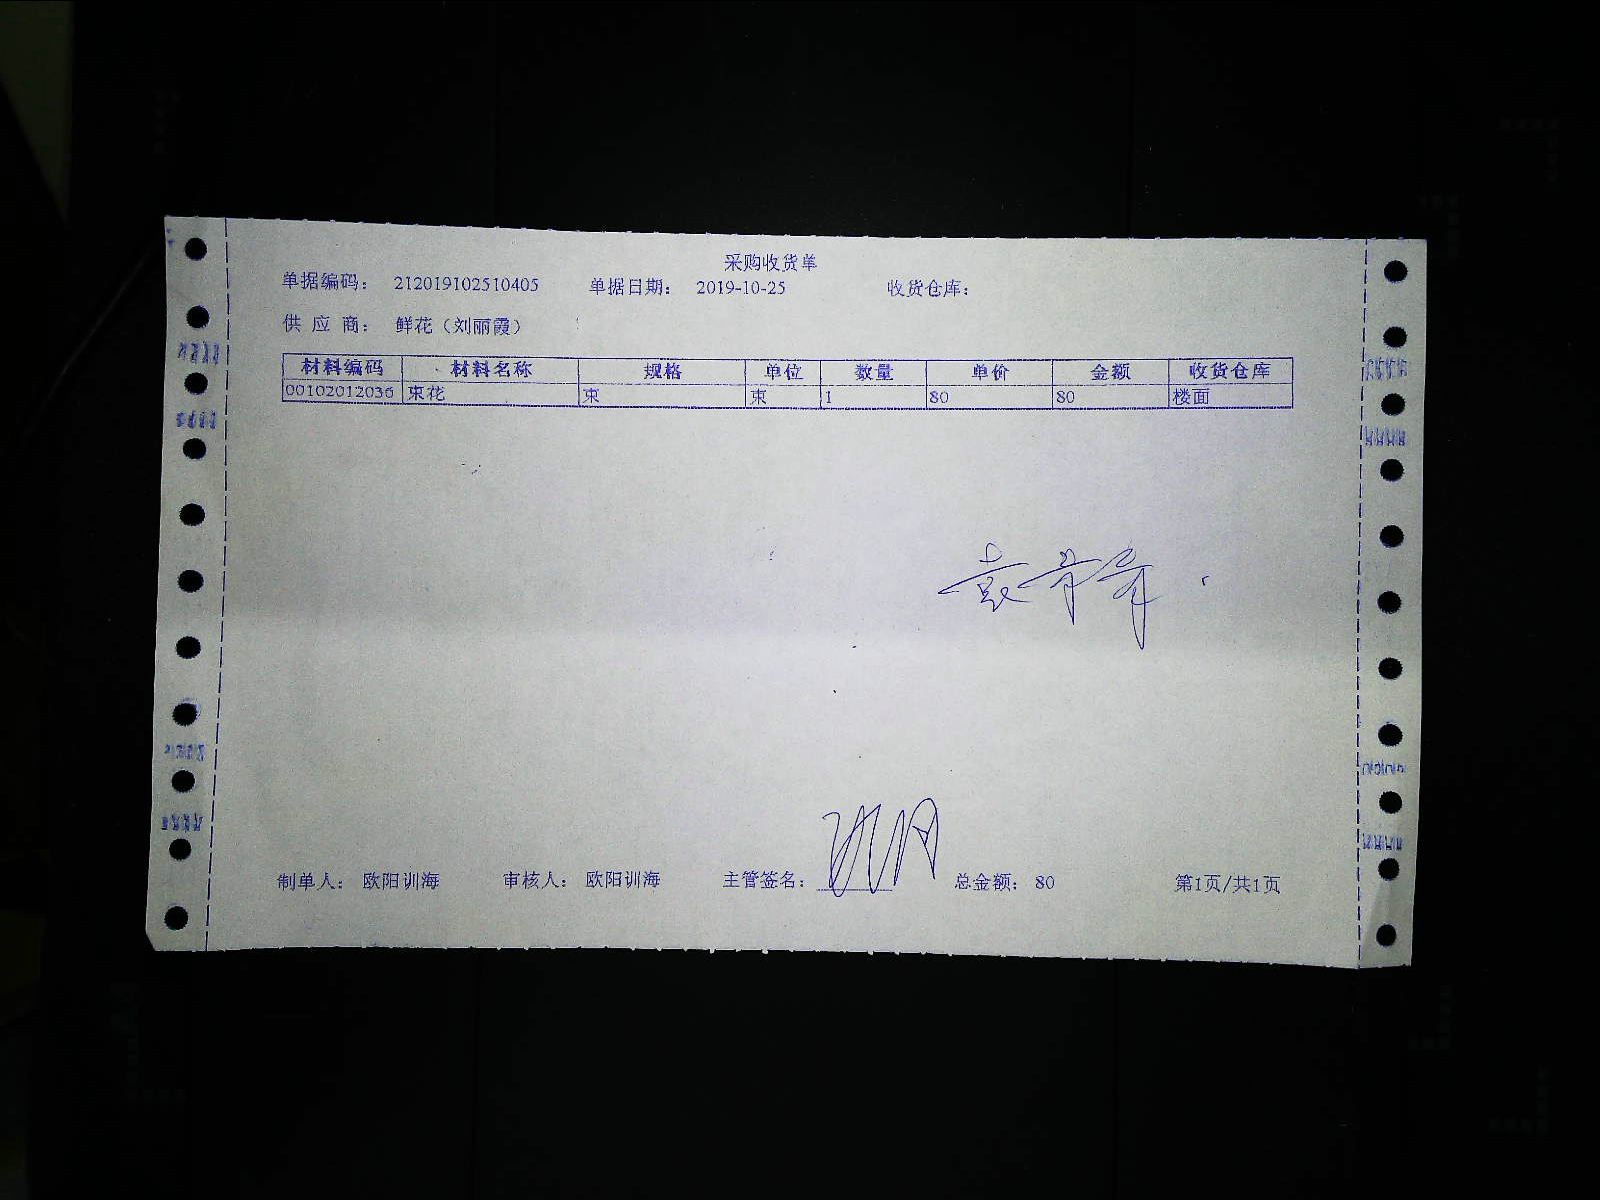 采购收货单
单据编码： 212019102510405 单据日期： 2019-10-25 收货仓库：
供 应 商： 鲜花（刘丽霞）
材料编码 材料名称 规格 单位 数量 单价 金额 收货仓库
00102012036 束花 束 束 1 80 80 楼面
制单人： 欧阳训海 审核人： 欧阳训海 主管签名： 总金额： 80 第1页/共1页